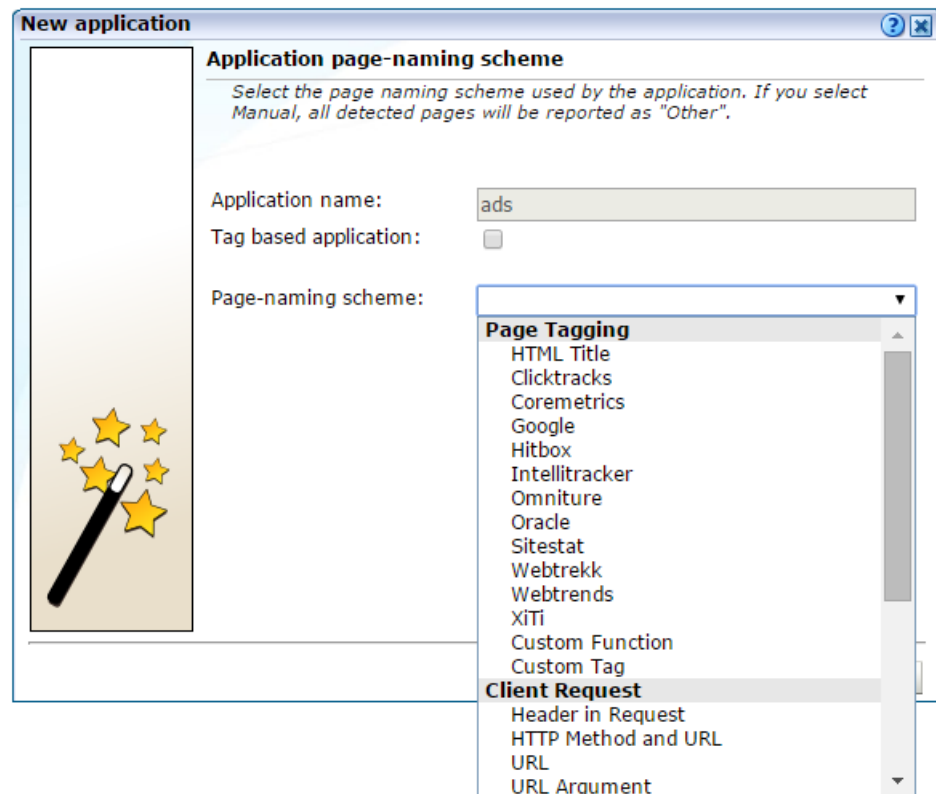 New application
Application page-naming scheme
Select the page naming scheme used by the application. If you select
Manual, all detected pages will be reported as "Other".
Application name:
ads
Tag based application:
Page-naming scheme:
Page Tagging
HTML Title
Clicktracks
Coremetrics
Google
Hitbox
Intellitracker
Omniture
Oracle
Sitestat
Webtrekk
Webtrends
XiTi
Custom Function
Custom Tag
Client Request
Header in Request
HTTP Method and URL
URL
URL Argument